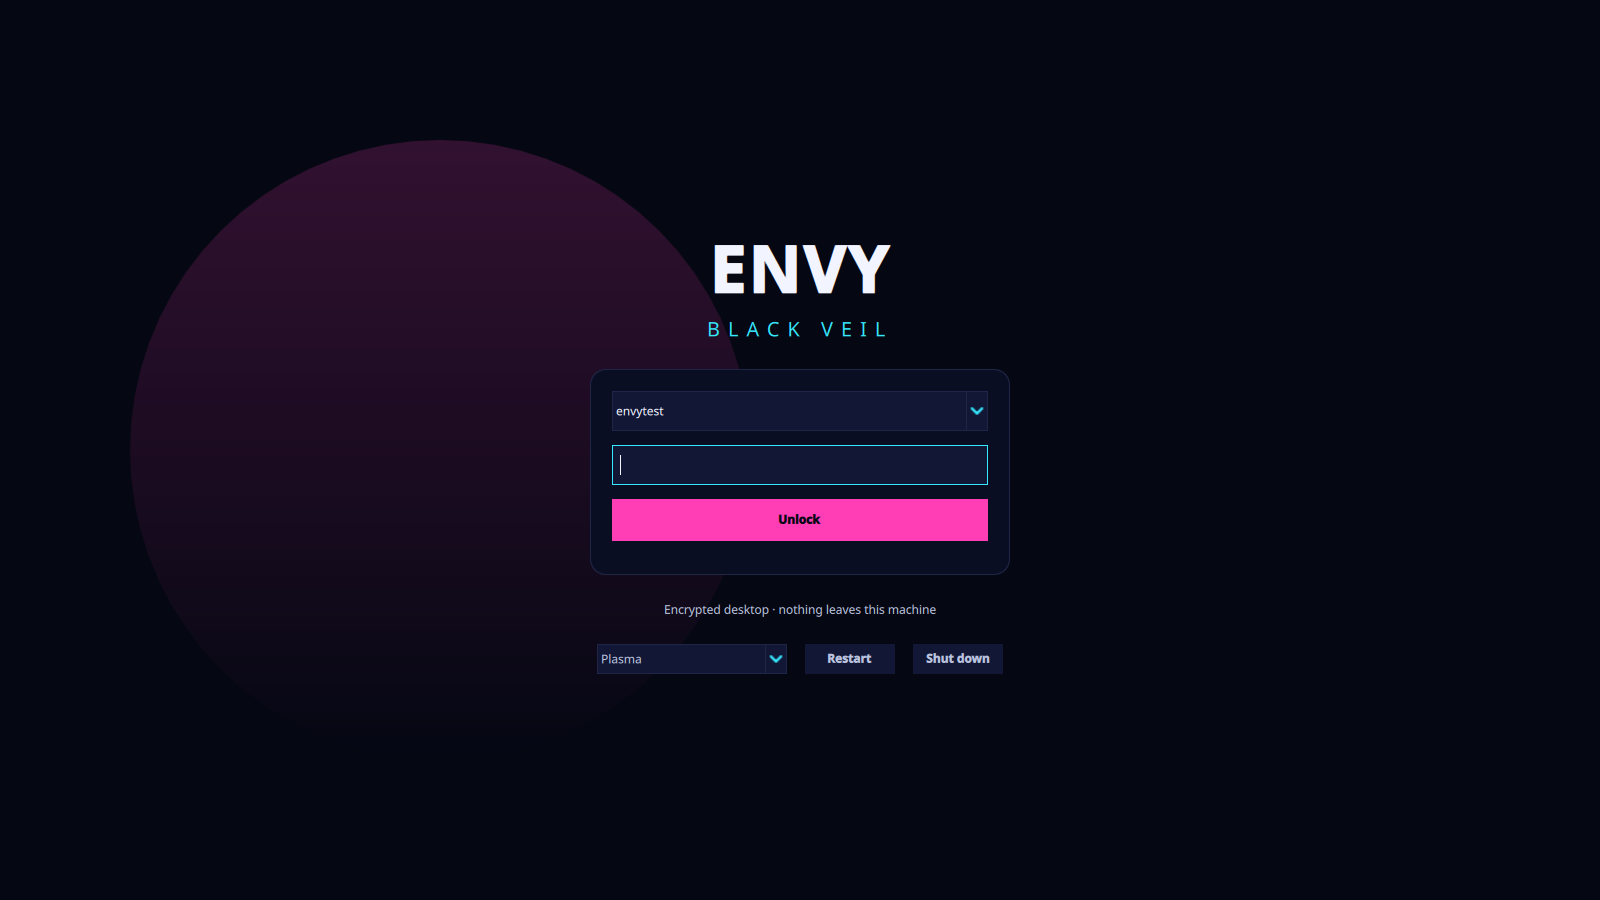 ENVY
BLACK VEIL
envytest
Unlock
Encrypted desktop · nothing leaves this machine
Plasma
Restart
Shut down